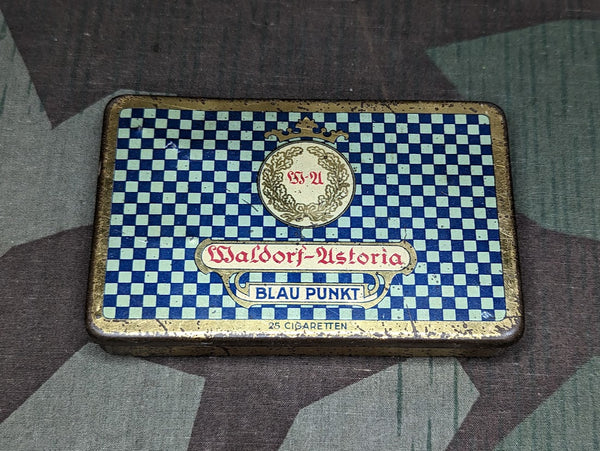 W-A
Waldorf-Astoria
BLAU PUNKT
25 CIGARETTEN